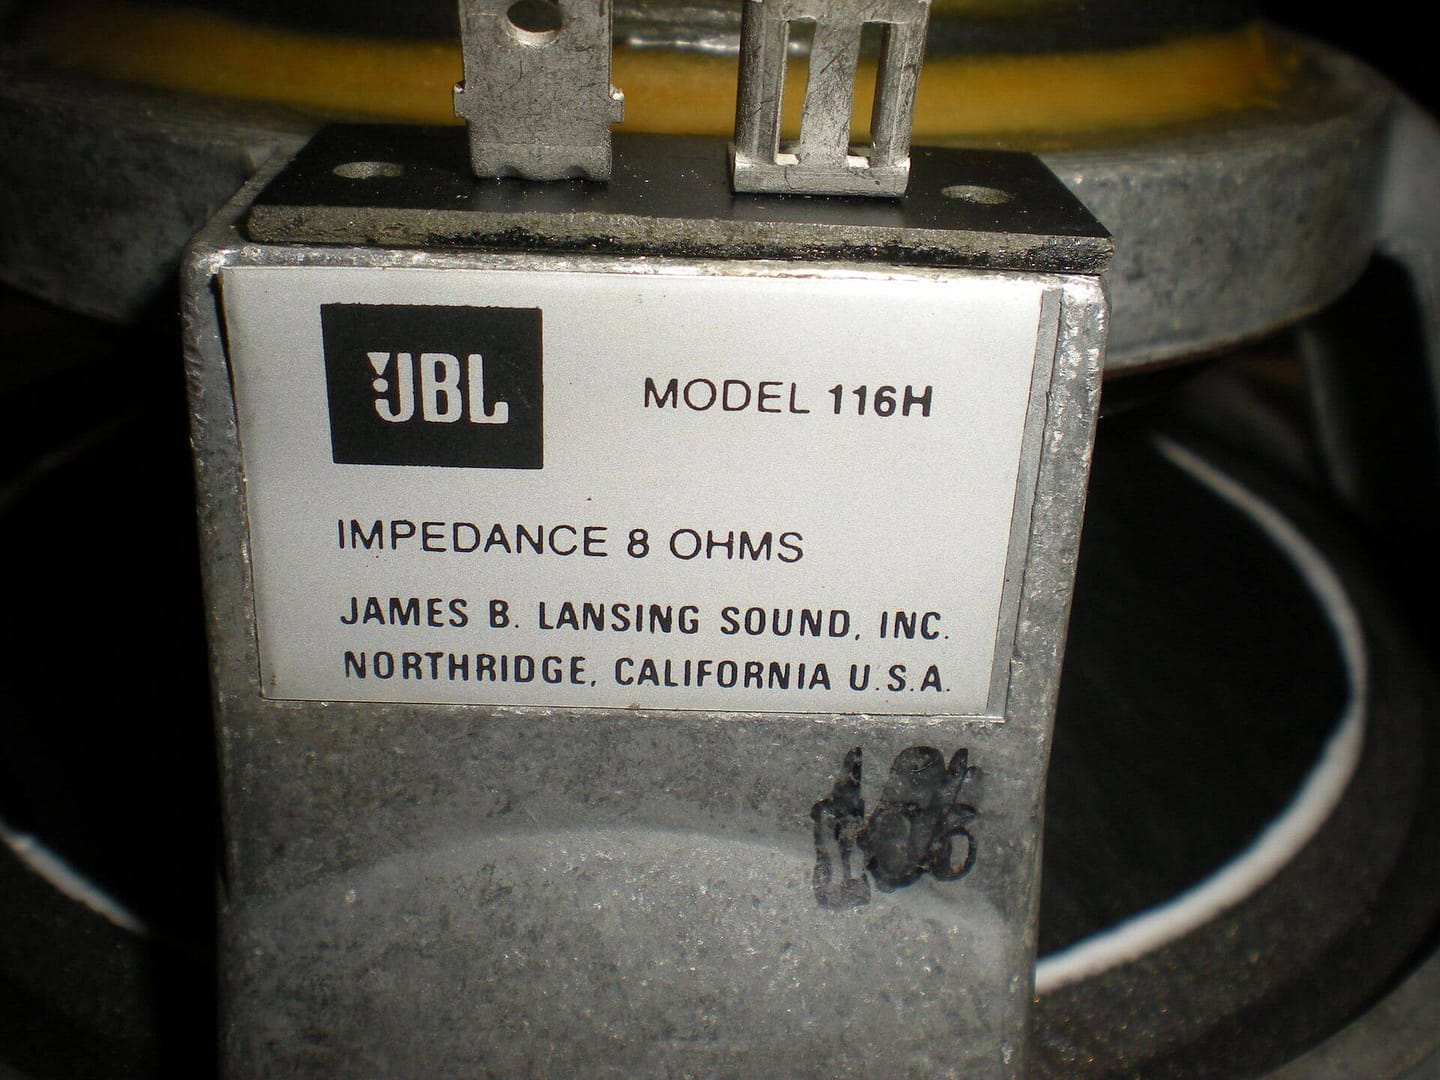 JBL
MODEL 116H
IMPEDANCE 8 OHMS
JAMES B. LANSING SOUND, INC.
NORTHRIDGE, CALIFORNIA U.S.A.